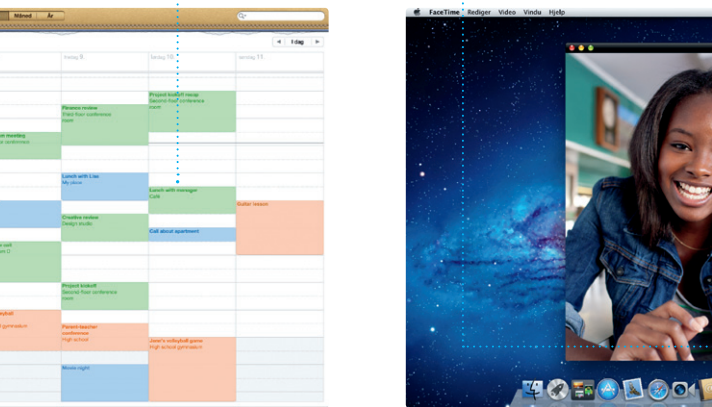 Måned År
I dag
fredag 9.
lørdag 10.
søndag 11.
Project kickoff recap
Second floor conference
room
Finance review
Third floor conference
room
meeting
conference
Lunch with Lisa
My place
Lunch with manager
Café
Guitar lesson
Creative review
Design studio
Call about apartment
Project kickoff
Second floor conference
room
Parent-teacher
conference
High school
gymnasium
Jane's volleyball game
High school gymnasium
Movie night
FaceTime Rediger Video Vindu Hjelp